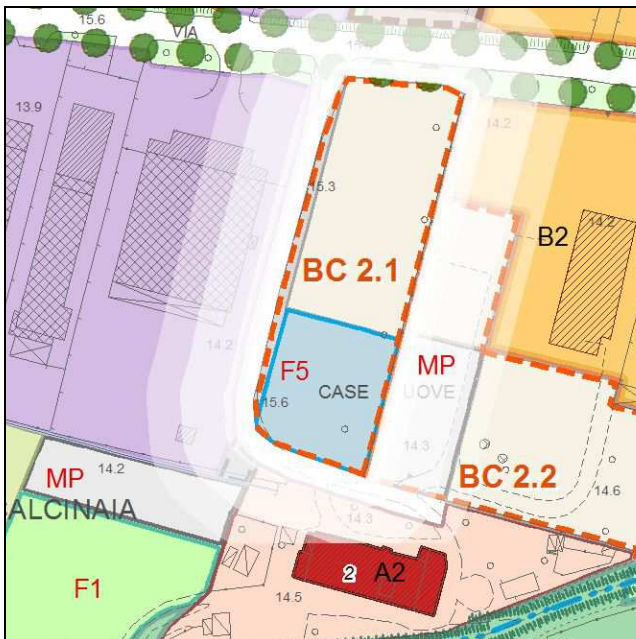 15.6
VIA
13.9
14.2
15.3
B2
14.2
BC 2.1
14.2
F5
MP
CASE
UOVE
15.6
14.3
MP
14.2
BC 2.2
14.6
ALCINAIA
14.3
F1
2
A2
14.5